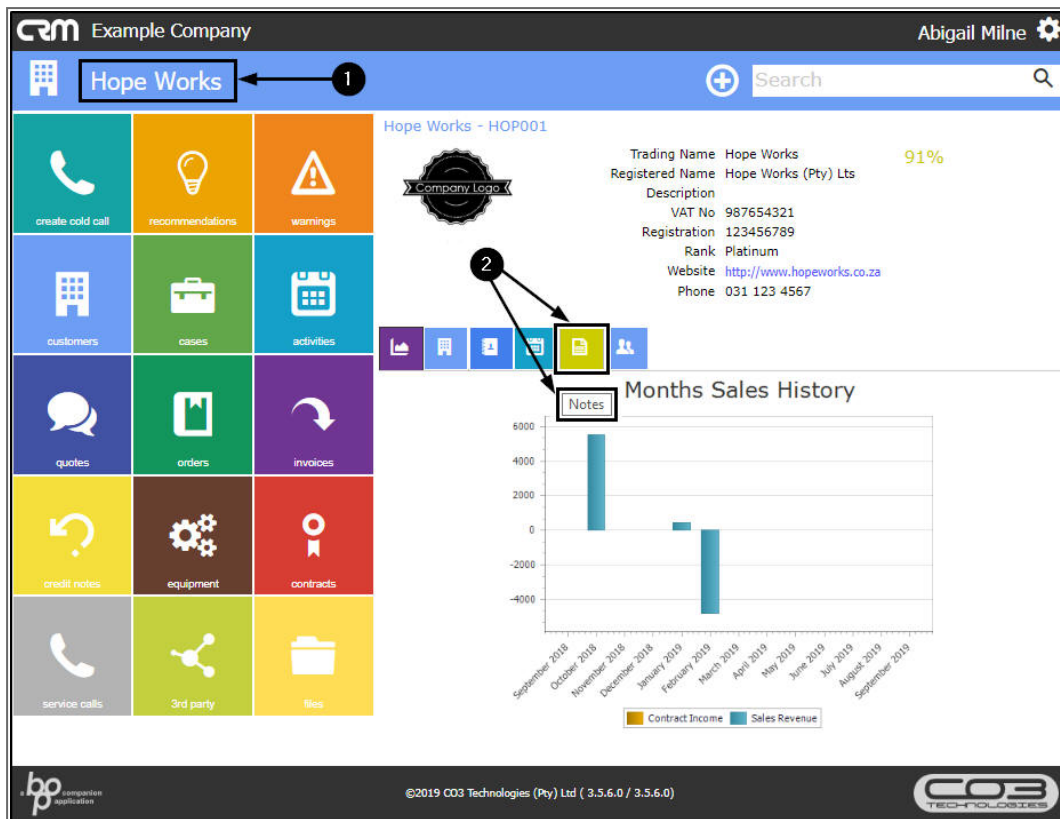 CRM Example Company
Abigail Milne
Hope Works
1
Search
create cold call
recommendations
warnings
customers
cases
activities
quotes
orders
invoices
credit notes
equipment
contracts
service calls
3rd party
files
Hope Works - HOP001
Company Logo
Trading Name Hope Works
91%
Registered Name Hope Works (Pty) Lts
Description
VAT No 987654321
Registration 123456789
Rank Platinum
Website http://www.hopeworks.co.za
Phone 031 123 4567
2
Notes
Months Sales History
6000
4000
2000
0
-2000
-4000
September 2018
October 2018
November 2018
December 2018
January 2019
February 2019
March 2019
April 2019
May 2019
June 2019
July 2019
August 2019
September 2019
Contract Income
Sales Revenue
a bpo companion
application
©2019 CO3 Technologies (Pty) Ltd ( 3.5.6.0 / 3.5.6.0)
CO3
TECHNOLOGIES